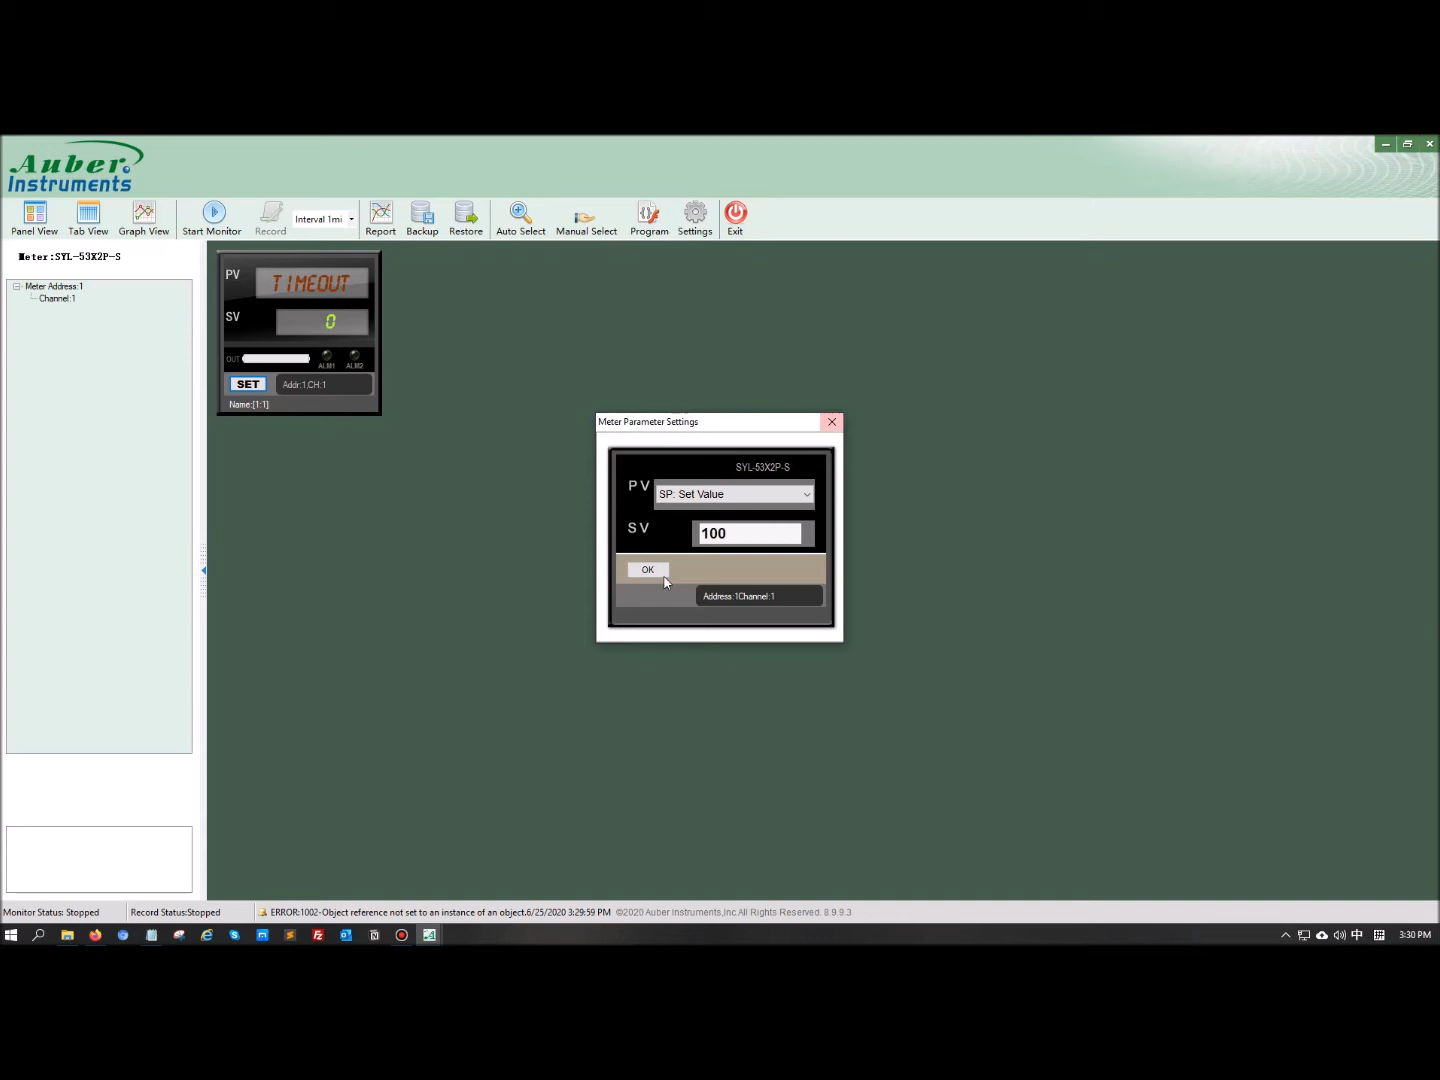 Auber
Instruments
Panel View Tab View Graph View Start Monitor Record Interval 1mi Report Backup Restore Auto Select Manual Select Program Settings Exit
Meter:SYL-53X2P-S
Meter Address:1
Channel:1
PV TIMEOUT
SV 0
OUT ALM1 ALM2
SET Addr:1,CH:1
Name:[1:1]
Meter Parameter Settings
SYL-53X2P-S
PV SP: Set Value
SV 100
OK
Address:1Channel:1
Monitor Status: Stopped Record Status:Stopped ERROR:1002-Object reference not set to an instance of an object.6/25/2020 3:29:59 PM ©2020 Auber Instruments,Inc.All Rights Reserved. 8.9.9.3
中 3:30 PM